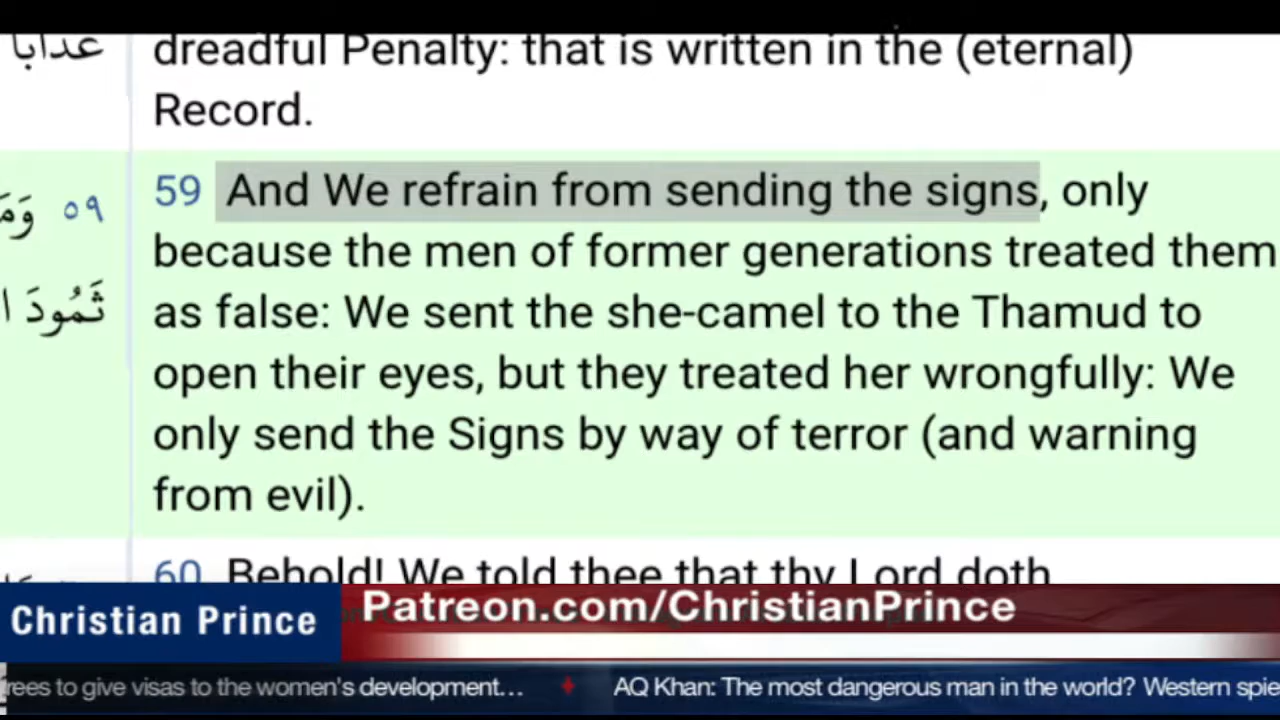 عذابا
dreadful Penalty: that is written in the (eternal)
Record.
٥٩
59 And We refrain from sending the signs, only
because the men of former generations treated them
ثَمُودَ ا
as false: We sent the she-camel to the Thamud to
open their eyes, but they treated her wrongfully: We
only send the Signs by way of terror (and warning
from evil).
60 Behold! We told thee that thy Lord doth
Christian Prince
Patreon.com/ChristianPrince
rees to give visas to the women's development... AQ Khan: The most dangerous man in the world? Western spie